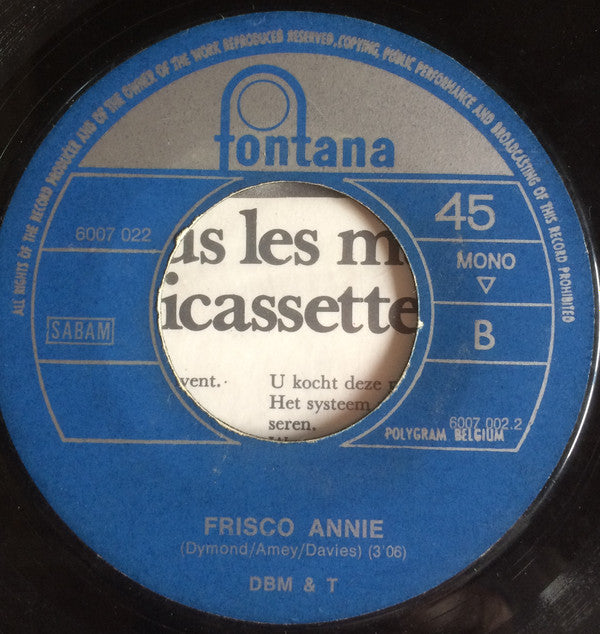 ALL RIGHTS OF THE RECORD PRODUCER AND OF THE OWNER OF THE WORK REPRODUCED RESERVED. COPYING, PUBLIC PERFORMANCE AND BROADCASTING OF THIS RECORD PROHIBITED
fontana
6007 022
45
MONO
SABAM
B
6007 002.2
POLYGRAM BELGIUM
us les m
icassette
vent.
U kocht deze
Het systeem
seren.
FRISCO ANNIE
(Dymond/Amey/Davies) (3'06)
DBM & T